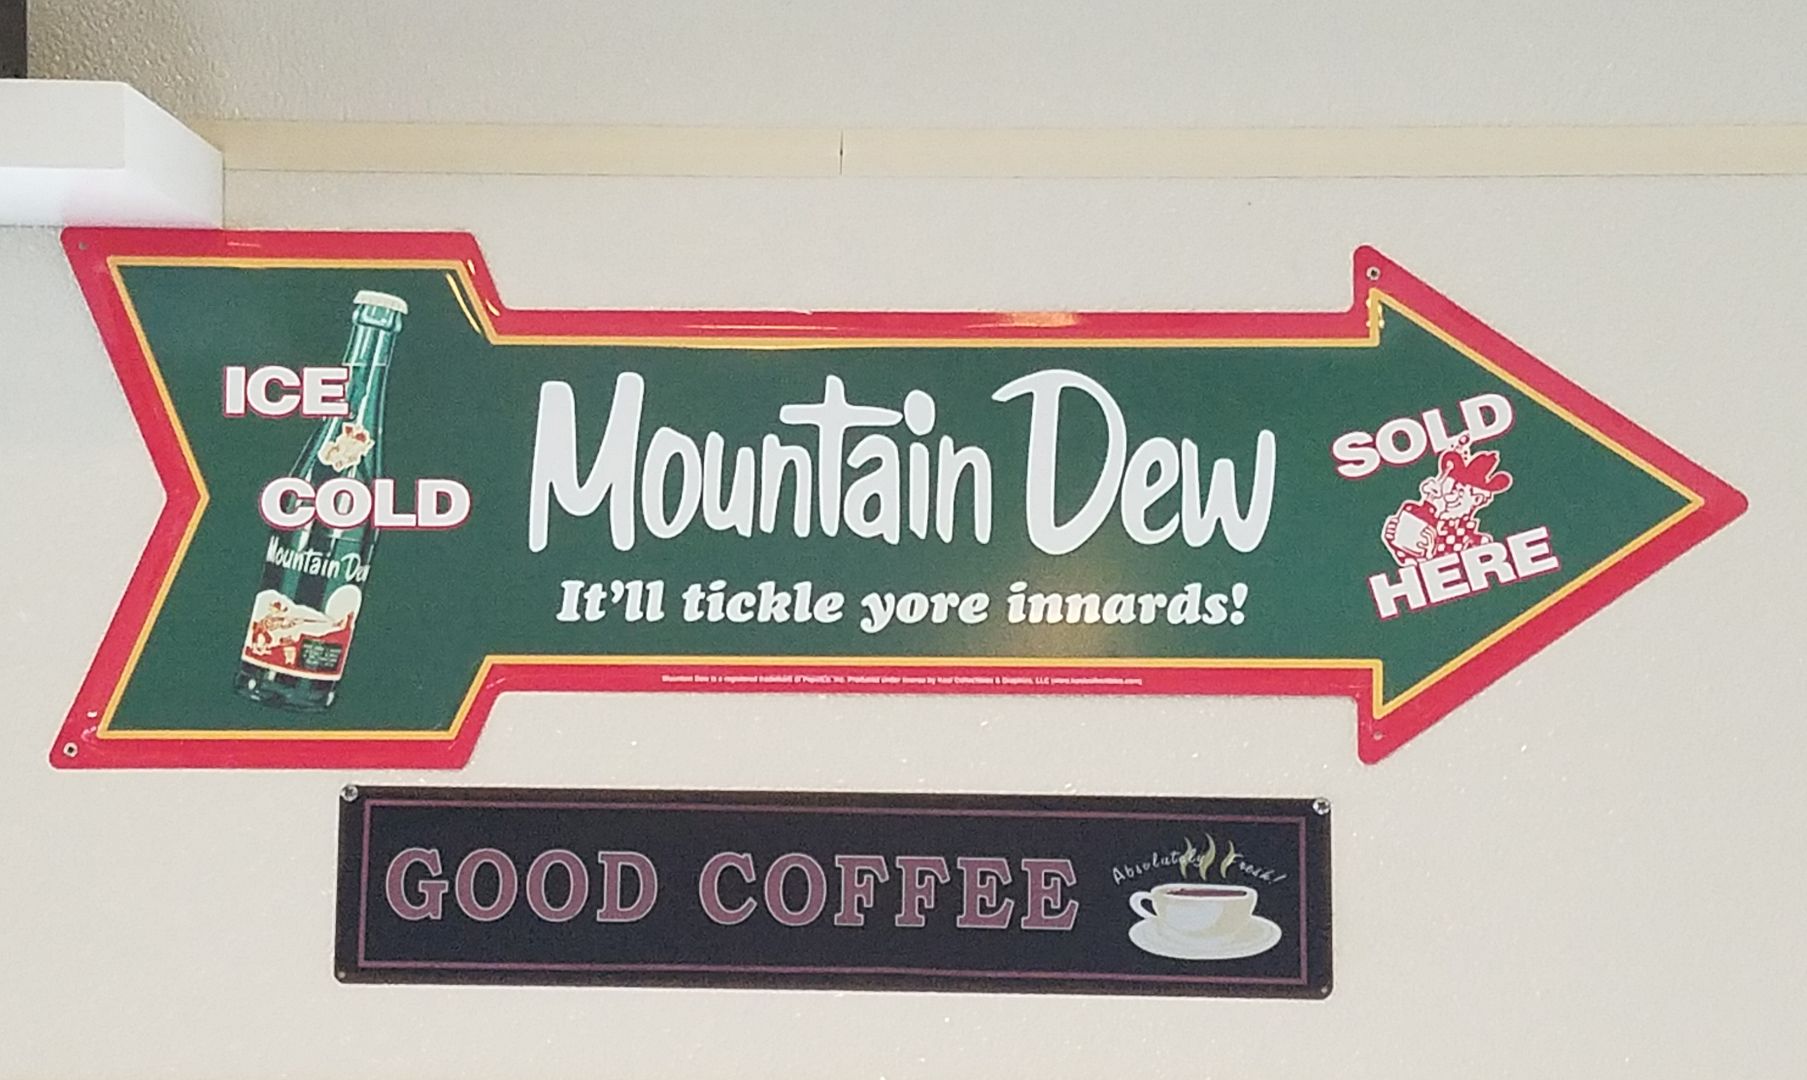 ICE
COLD
Mountain Dew
Mountain Dew
It'll tickle yore innards!
SOLD
HERE
GOOD COFFEE
Absolutely Fresh!